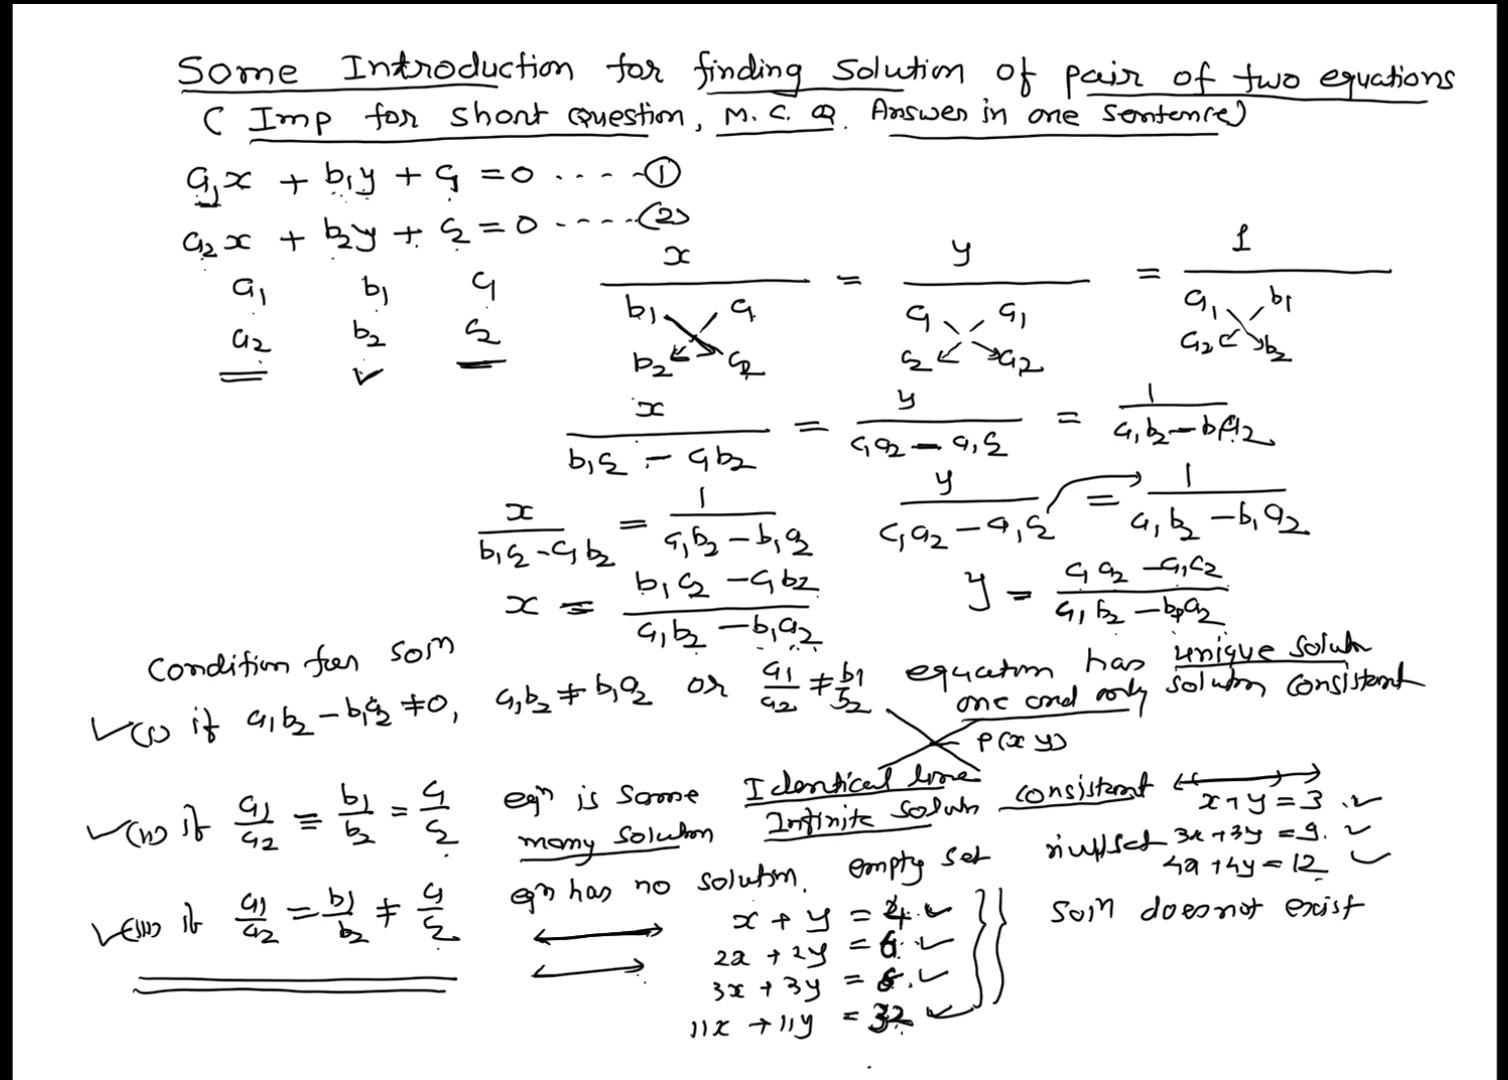 Some Introduction for finding Solution of pair of two equations
( Imp for short question, M. C. Q. Answer in one sentence)
a₁x + b₁y + c₁ = 0 ---- ①
a₂x + b₂y + c₂ = 0 ---- (2)
a₁ b₁ c₁
a₂ b₂ c₂
x = y = 1
b₁ c₁ c₁ a₁ a₁ b₁
b₂ c₂ c₂ a₂ a₂ b₂
x/(b₁c₂ - c₁b₂) = y/(c₁a₂ - a₁c₂) = 1/(a₁b₂ - b₁a₂)
x/(b₁c₂ - c₁b₂) = 1/(a₁b₂ - b₁a₂) y/(c₁a₂ - a₁c₂) = 1/(a₁b₂ - b₁a₂)
x = (b₁c₂ - c₁b₂)/(a₁b₂ - b₁a₂) y = (c₁a₂ - a₁c₂)/(a₁b₂ - b₁a₂)
Condition for soln
(i) if a₁b₂ - b₁a₂ ≠ 0, a₁b₂ ≠ b₁a₂ or a₁/a₂ ≠ b₁/b₂ equation has unique solutn
one and only solution consistent
P(x y)
(ii) if a₁/a₂ = b₁/b₂ = c₁/c₂ eqn is same Identical line consistent
many solution Infinite solutn
x + y = 3
3x + 3y = 9
4x + 4y = 12
(iii) if a₁/a₂ = b₁/b₂ ≠ c₁/c₂ eqn has no solution. empty set null set
x + y = 4 soln does not exist
2x + 2y = 6
3x + 3y = 8
11x + 11y = 32